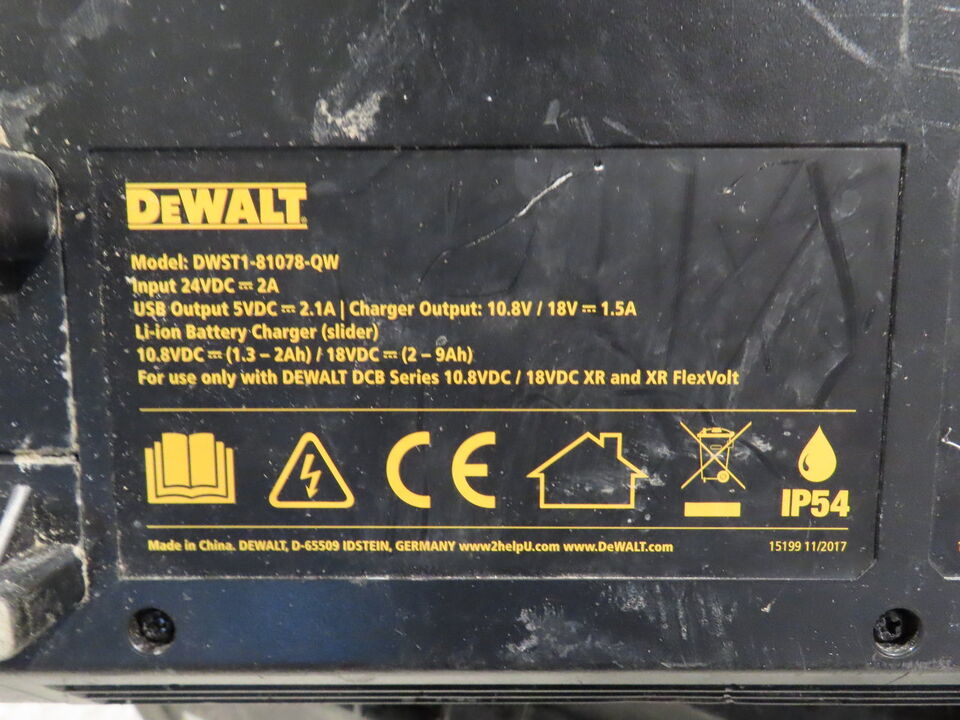 DEWALT
Model: DWST1-81078-QW
Input 24VDC ⎓ 2A
USB Output 5VDC ⎓ 2.1A | Charger Output: 10.8V / 18V ⎓ 1.5A
Li-ion Battery Charger (slider)
10.8VDC ⎓ (1.3 – 2Ah) / 18VDC ⎓ (2 – 9Ah)
For use only with DEWALT DCB Series 10.8VDC / 18VDC XR and XR FlexVolt
CE
IP54
Made in China. DEWALT, D-65509 IDSTEIN, GERMANY www.2helpU.com www.DeWALT.com
15199 11/2017